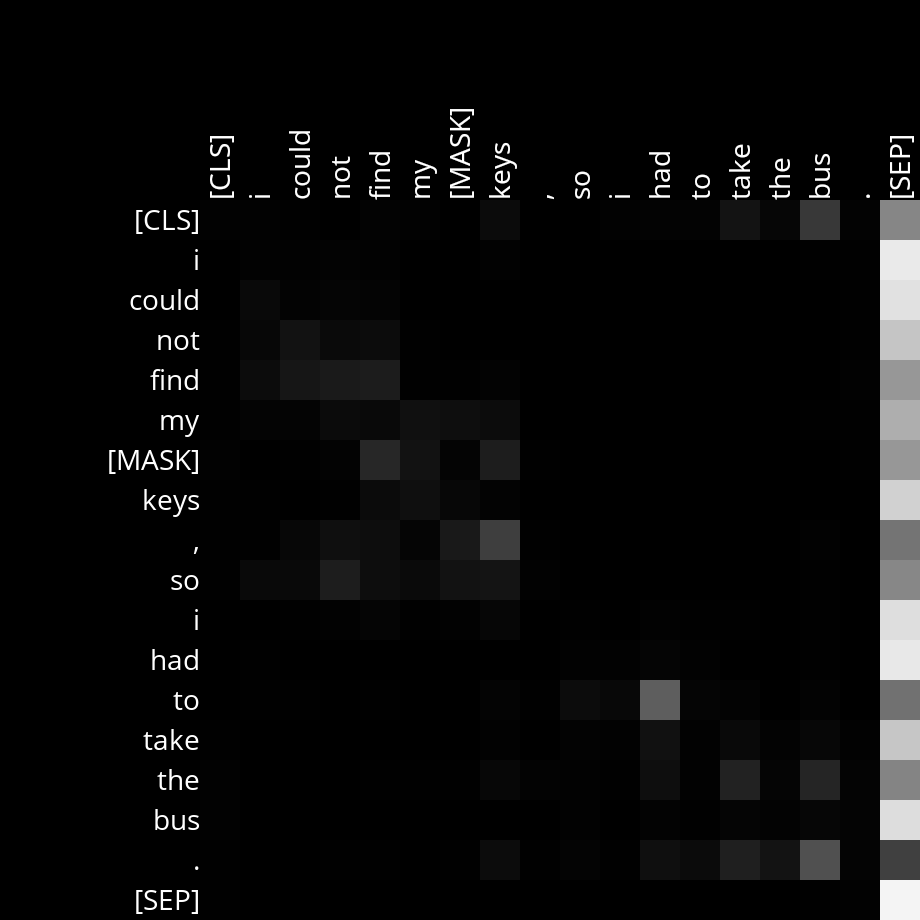 [CLS] i could not find my [MASK] keys , so i had to take the bus . [SEP]
[CLS]
i
could
not
find
my
[MASK]
keys
,
so
i
had
to
take
the
bus
.
[SEP]